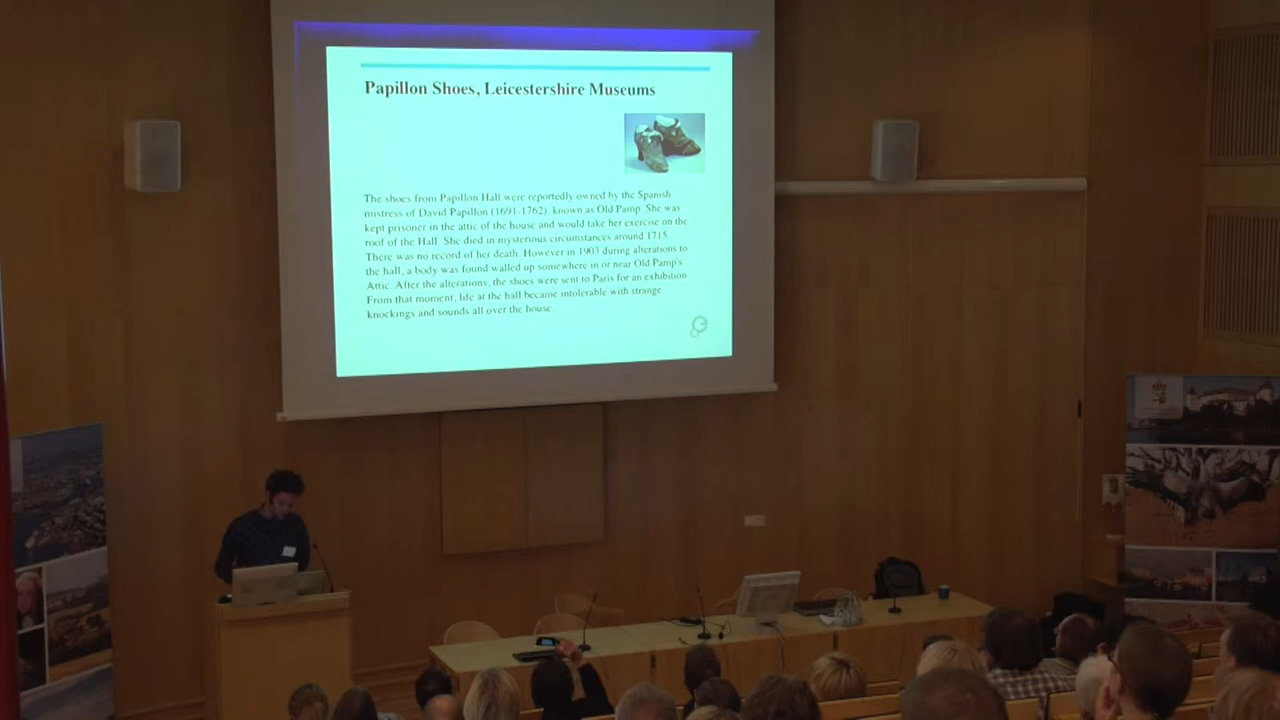 Papillon Shoes, Leicestershire Museums
The shoes from Papillon Hall were reportedly owned by the Spanish
mistress of David Papillon (1691-1762), known as Old Pamp. She was
kept prisoner in the attic of the house and would take her exercise on the
roof of the Hall. She died in mysterious circumstances around 1715.
There was no record of her death. However in 1903 during alterations to
the hall, a body was found walled up somewhere in or near Old Pamp's
Attic. After the alterations, the shoes were sent to Paris for an exhibition.
From that moment, life at the hall became intolerable with strange
knockings and sounds all over the house.